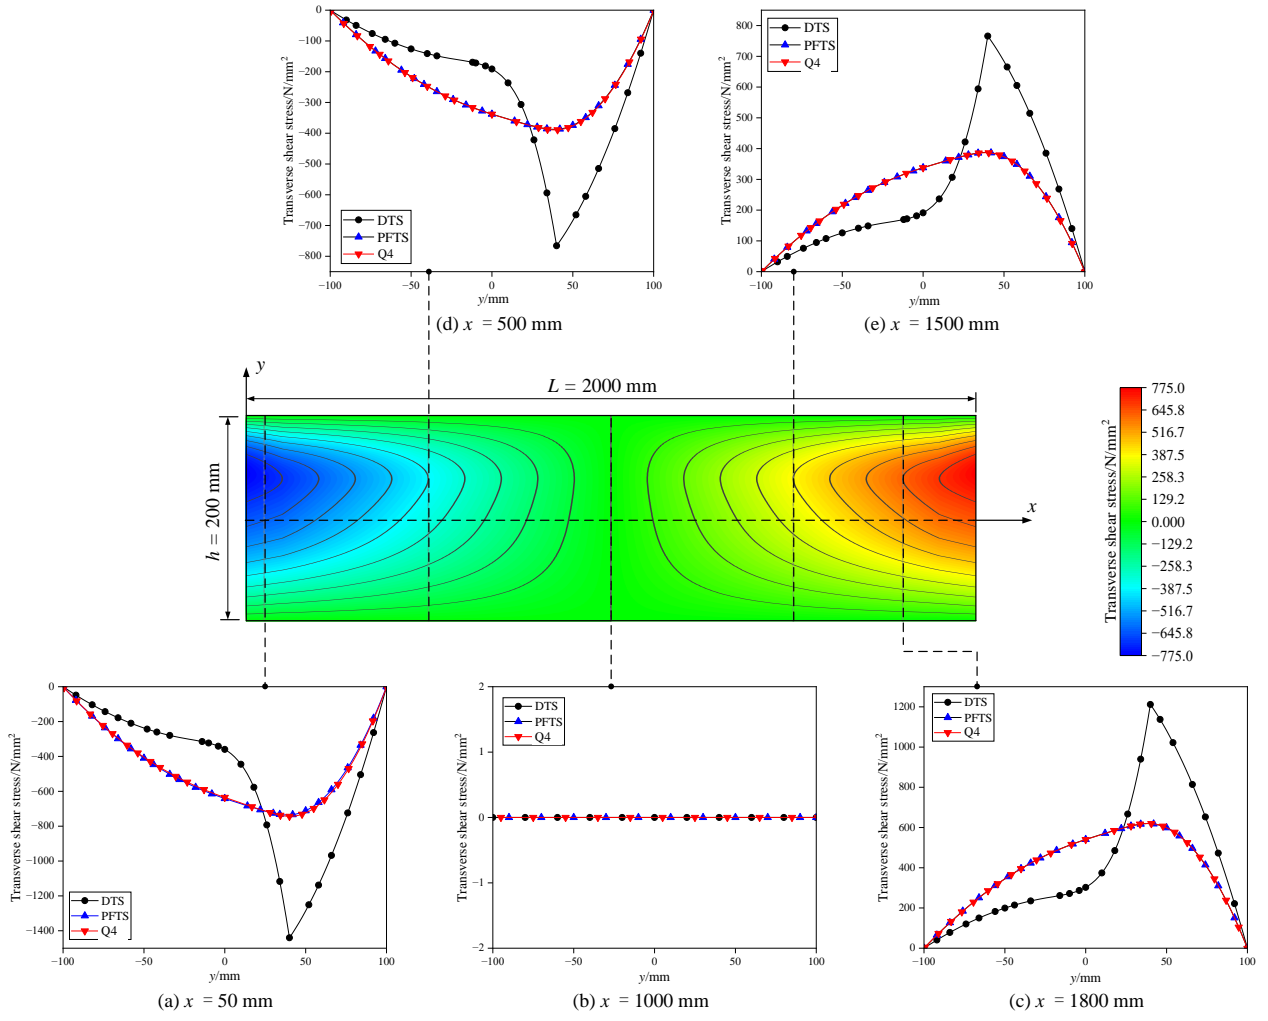 Transverse shear stress/N/mm²
0
−100
−200
−300
−400
−500
−600
−700
−800
DTS
PFTS
Q4
−100
−50
0
50
100
y/mm
(d) x = 500 mm
Transverse shear stress/N/mm²
800
700
600
500
400
300
200
100
0
DTS
PFTS
Q4
−100
−50
0
50
100
y/mm
(e) x = 1500 mm
y
L = 2000 mm
h = 200 mm
x
Transverse shear stress/N/mm²
775.0
645.8
516.7
387.5
258.3
129.2
0.000
−129.2
−258.3
−387.5
−516.7
−645.8
−775.0
Transverse shear stress/N/mm²
0
−200
−400
−600
−800
−1000
−1200
−1400
DTS
PFTS
Q4
−100
−50
0
50
100
y/mm
(a) x = 50 mm
Transverse shear stress/N/mm²
2
1
0
−1
−2
DTS
PFTS
Q4
−100
−50
0
50
100
y/mm
(b) x = 1000 mm
Transverse shear stress/N/mm²
1200
1000
800
600
400
200
0
DTS
PFTS
Q4
−100
−50
0
50
100
y/mm
(c) x = 1800 mm